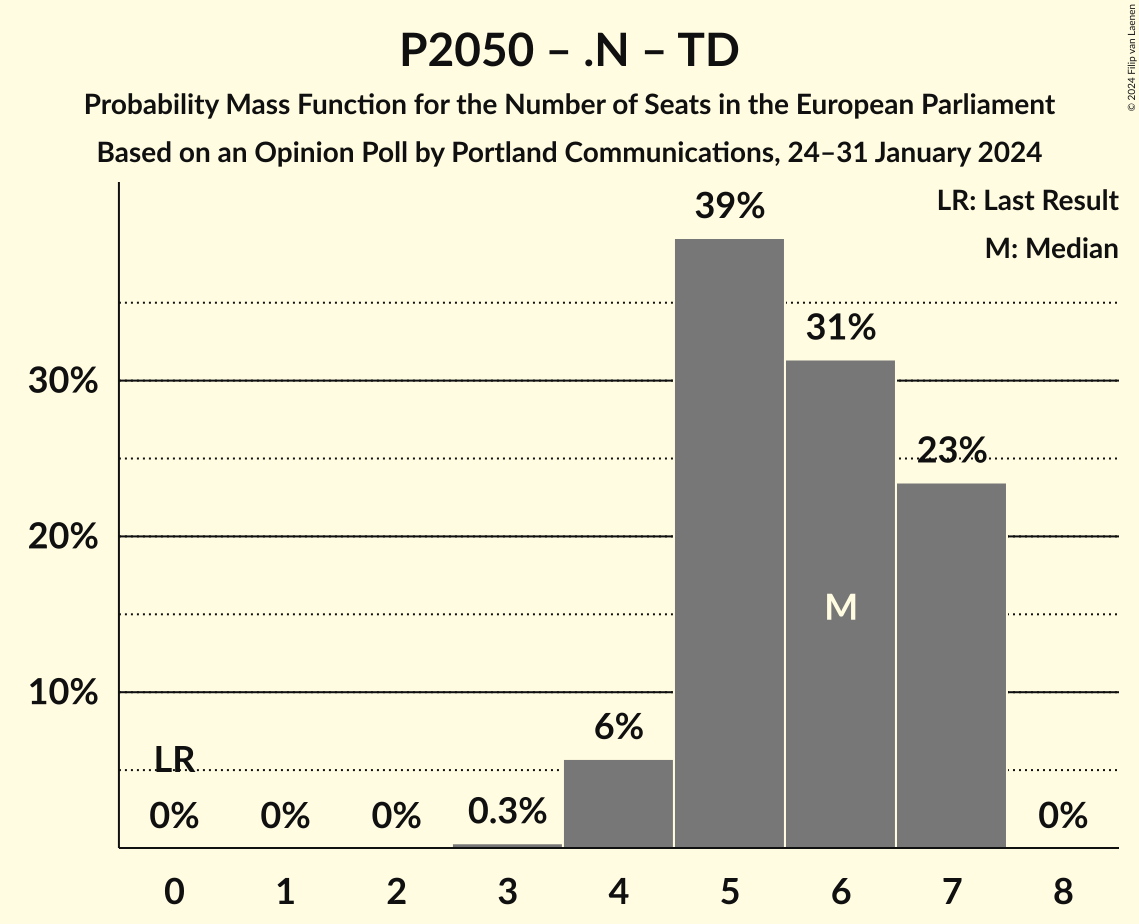 P2050 – .N – TD
Probability Mass Function for the Number of Seats in the European Parliament
Based on an Opinion Poll by Portland Communications, 24–31 January 2024
© 2024 Filip van Laenen
LR: Last Result
M: Median
39%
31%
30%
23%
20%
M
10%
6%
LR
0% 0% 0% 0.3% 0%
0 1 2 3 4 5 6 7 8